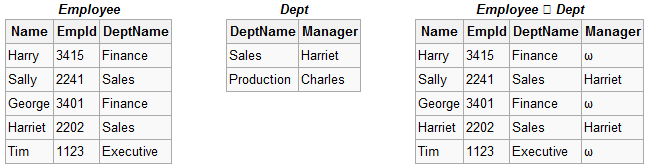 Employee
Name EmpId DeptName
Harry 3415 Finance
Sally 2241 Sales
George 3401 Finance
Harriet 2202 Sales
Tim 1123 Executive
Dept
DeptName Manager
Sales Harriet
Production Charles
Employee Dept
Name EmpId DeptName Manager
Harry 3415 Finance ω
Sally 2241 Sales Harriet
George 3401 Finance ω
Harriet 2202 Sales Harriet
Tim 1123 Executive ω